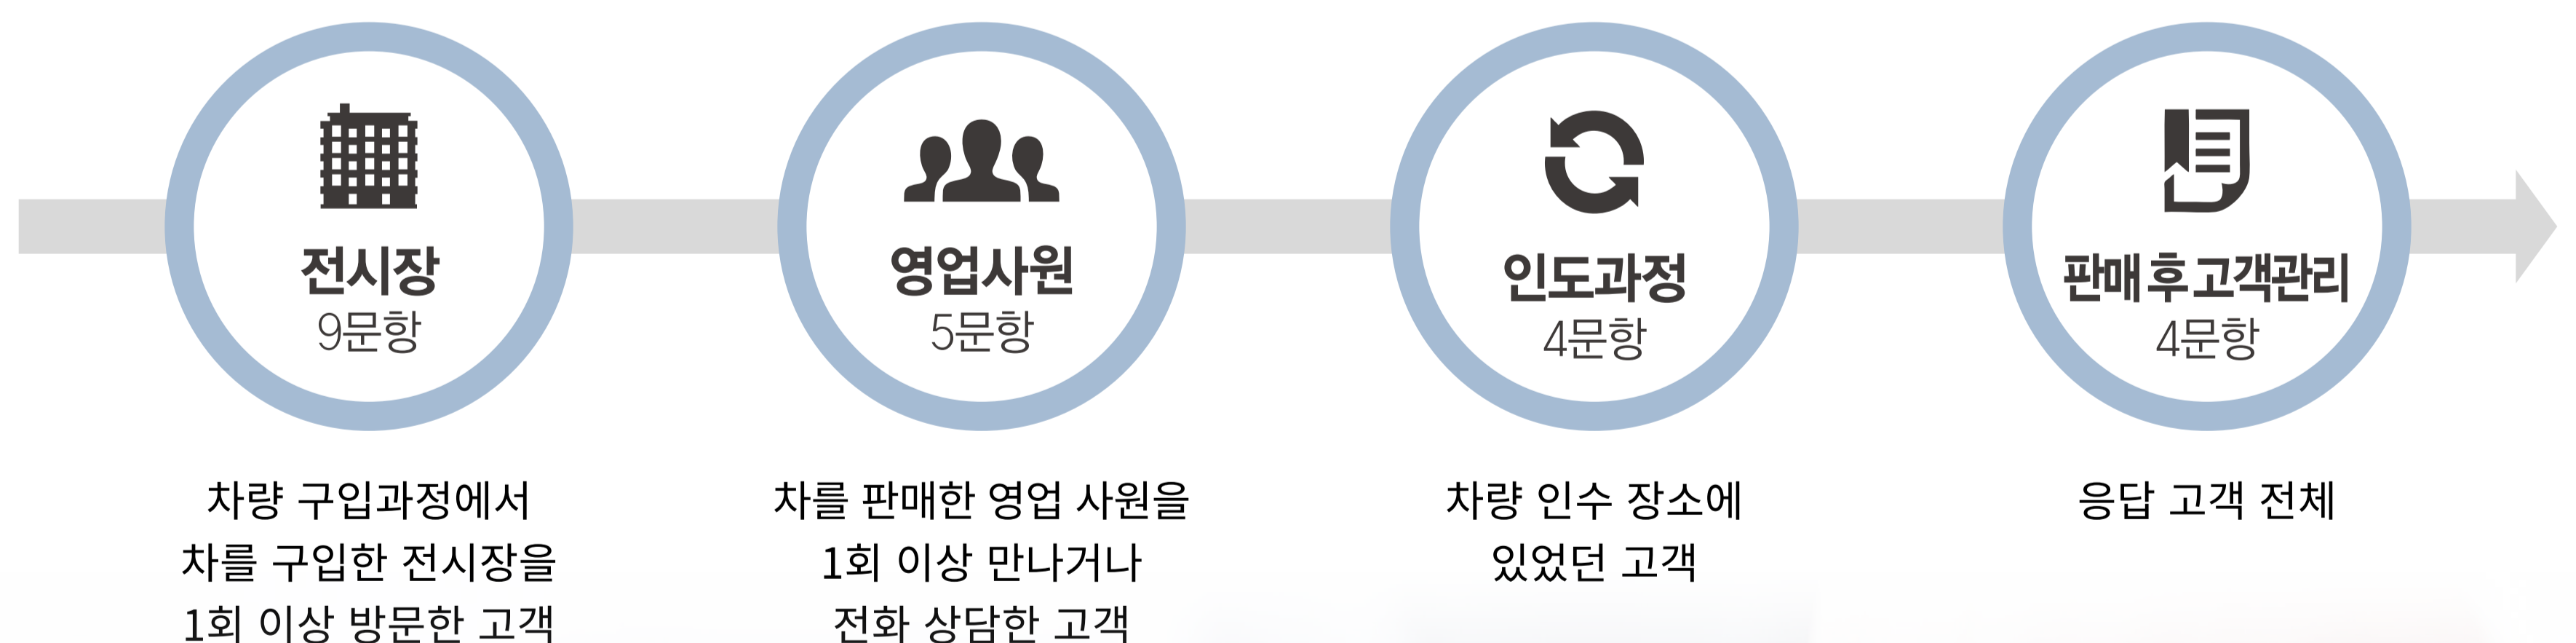 전시장
9문항
차량 구입과정에서
차를 구입한 전시장을
1회 이상 방문한 고객
영업사원
5문항
차를 판매한 영업 사원을
1회 이상 만나거나
전화 상담한 고객
인도과정
4문항
차량 인수 장소에
있었던 고객
판매 후 고객관리
4문항
응답 고객 전체